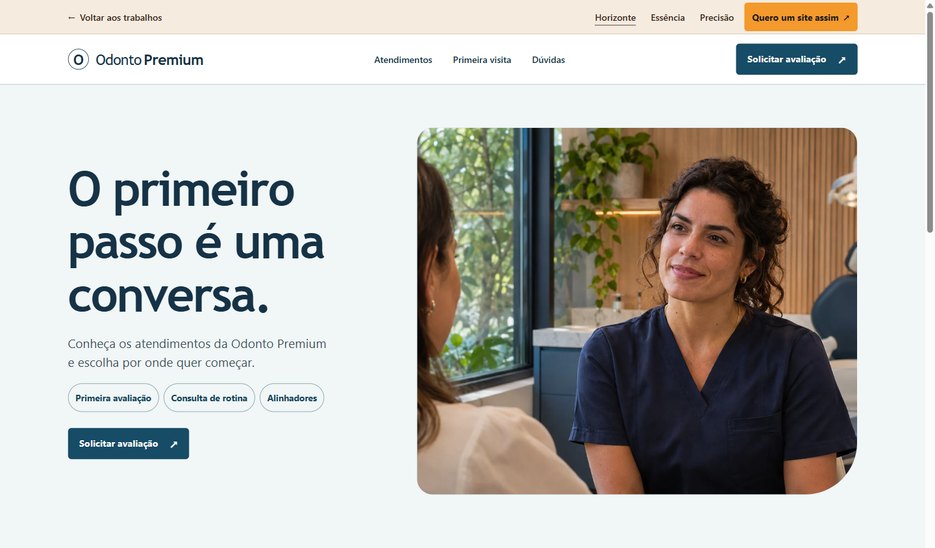 ← Voltar aos trabalhos
Horizonte
Essência
Precisão
Quero um site assim ↗
O Odonto Premium
Atendimentos
Primeira visita
Dúvidas
Solicitar avaliação ↗
O primeiro
passo é uma
conversa.
Conheça os atendimentos da Odonto Premium
e escolha por onde quer começar.
Primeira avaliação
Consulta de rotina
Alinhadores
Solicitar avaliação ↗